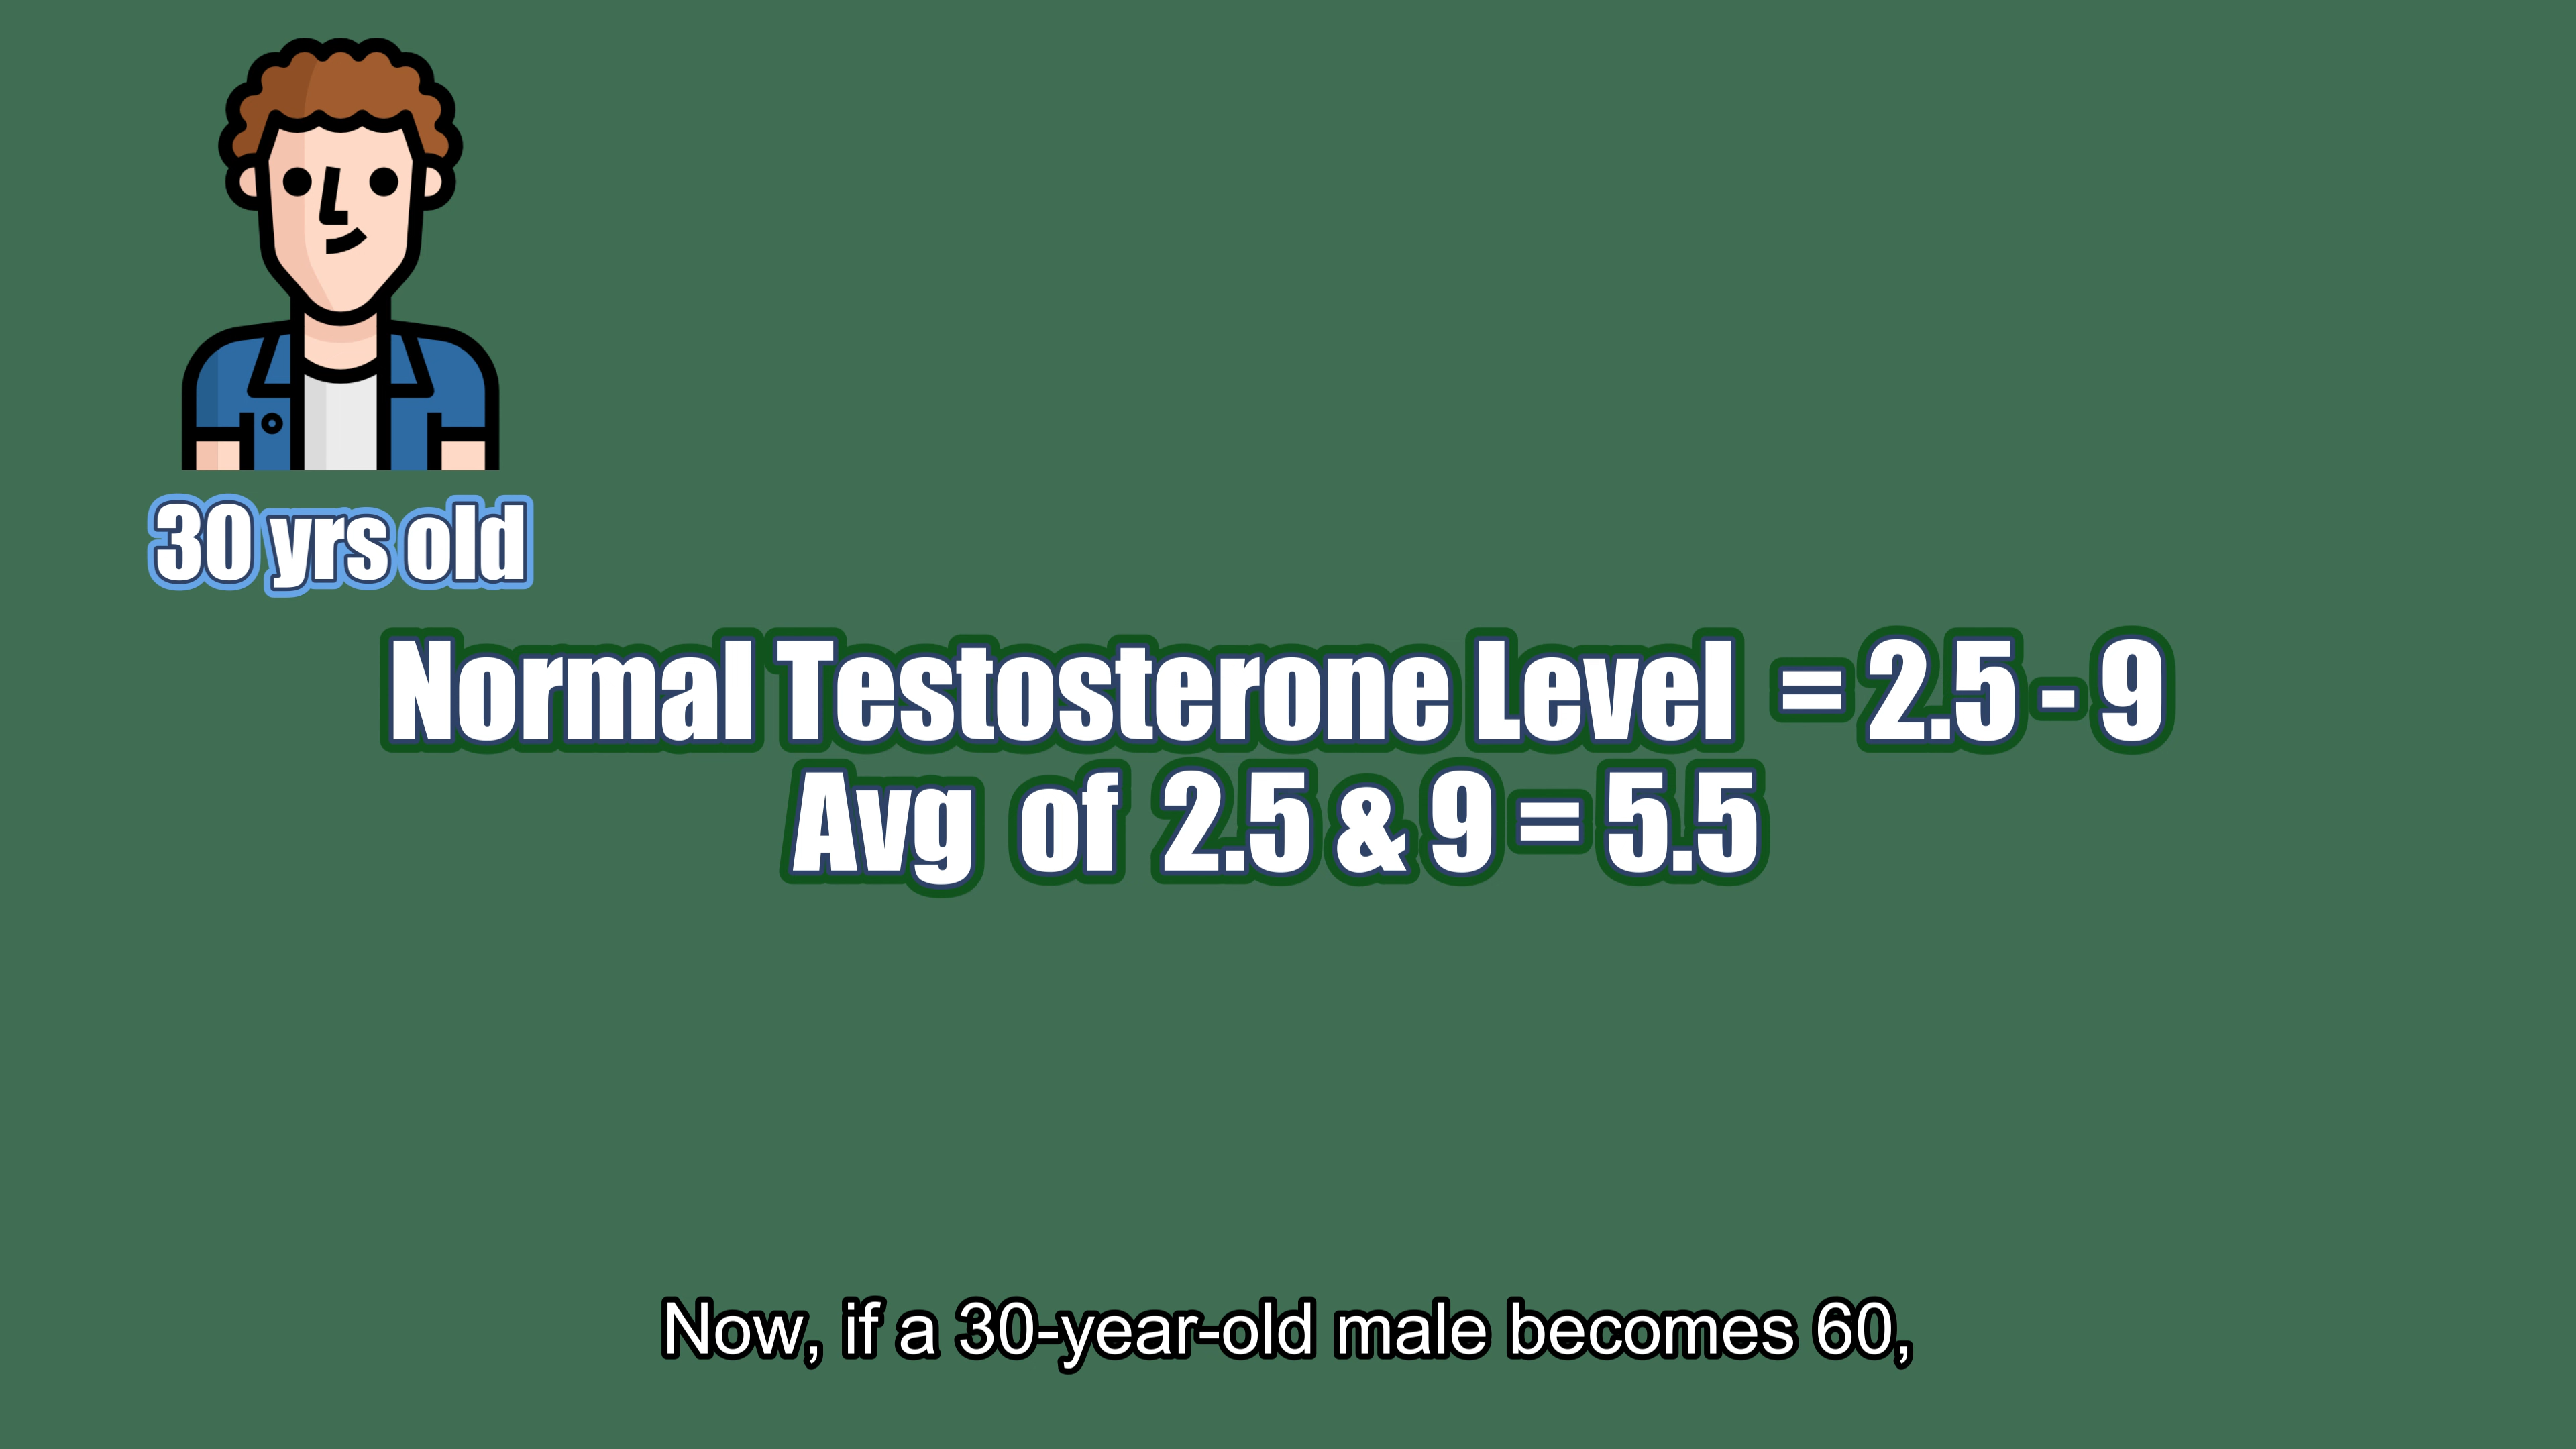 30 yrs old
Normal Testosterone Level = 2.5 - 9
Avg of 2.5 & 9 = 5.5
Now, if a 30-year-old male becomes 60,